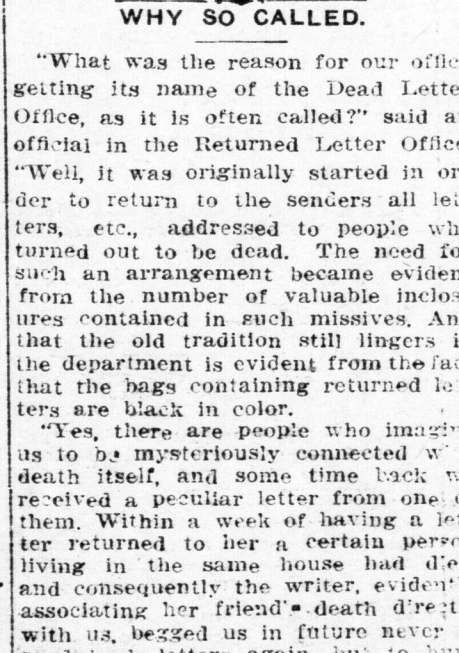 WHY SO CALLED.
"What was the reason for our offic
getting its name of the Dead Lette
Office, as it is often called?" said a
official in the Returned Letter Offic
"Well, it was originally started in or
der to return to the senders all let
ters, etc., addressed to people wh
turned out to be dead. The need fo
such an arrangement became eviden
from the number of valuable inclos
ures contained in such missives. An
that the old tradition still lingers i
the department is evident from the fac
that the bags containing returned le
ters are black in color.
"Yes, there are people who imagin
us to be mysteriously connected w
death itself, and some time back w
received a peculiar letter from one
them. Within a week of having a let
ter returned to her a certain perso
living in the same house had die
and consequently the writer, evident
associating her friend's death direct
with us, begged us in future never
letters again, but to